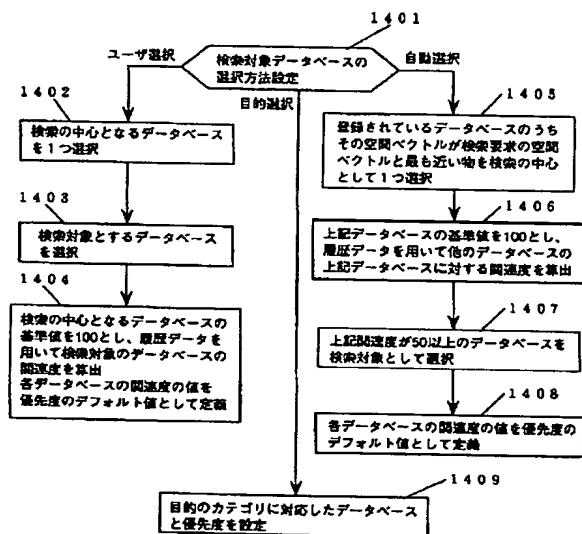 1401
検索対象データベースの
選択方法設定
ユーザ選択
目的選択
自動選択
1402
検索の中心となるデータベース
を1つ選択
1403
検索対象とするデータベース
を選択
1404
検索の中心となるデータベースの
基準値を100とし、履歴データを
用いて検索対象のデータベースの
関連度を算出
各データベースの関連度の値を
優先度のデフォルト値として定義
1405
登録されているデータベースのうち
その空間ベクトルが検索要求の空間
ベクトルと最も近い物を検索の中心
として1つ選択
1406
上記データベースの基準値を100とし、
履歴データを用いて他のデータベースの
上記データベースに対する関連度を算出
1407
上記関連度が50以上のデータベースを
検索対象として選択
1408
各データベースの関連度の値を優先度の
デフォルト値として定義
1409
目的のカテゴリに対応したデータベース
と優先度を設定